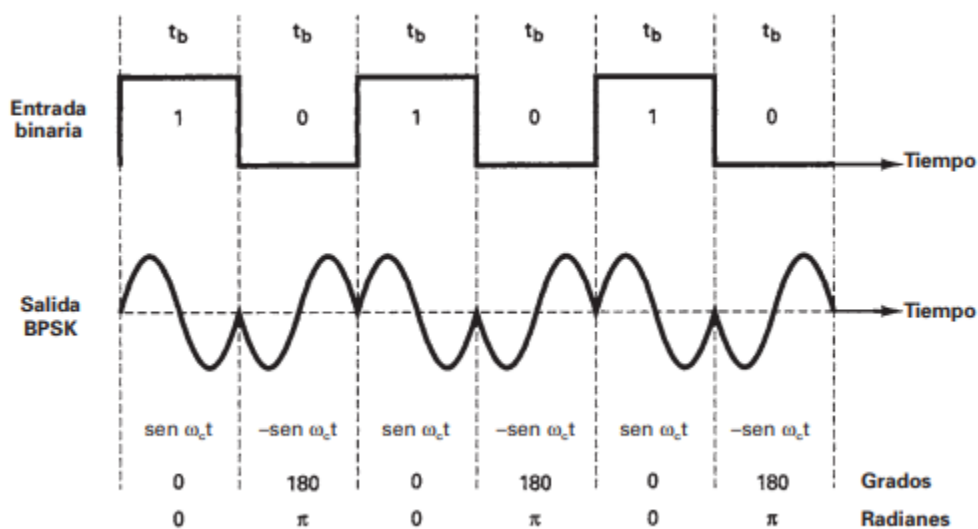 t_b t_b t_b t_b t_b t_b
Entrada
binaria
1 0 1 0 1 0
Tiempo
Salida
BPSK
Tiempo
sen ω_ct –sen ω_ct sen ω_ct –sen ω_ct sen ω_ct –sen ω_ct
0 180 0 180 0 180 Grados
0 π 0 π 0 π Radianes